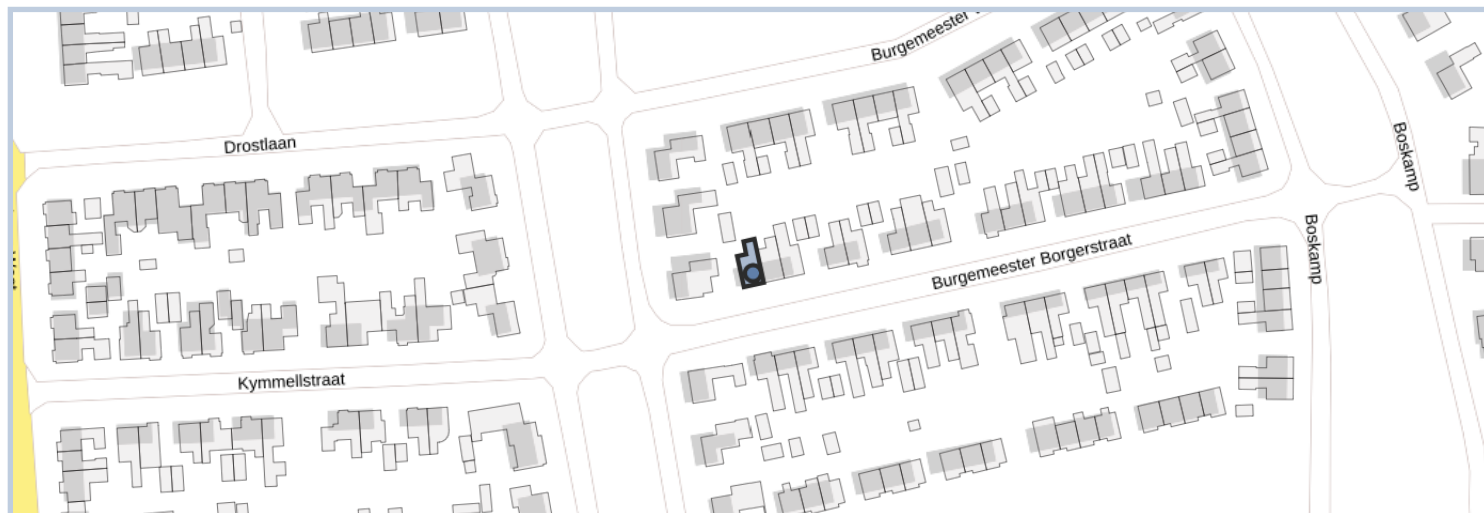 Burgemeester
Drostlaan
Boskamp
Boskamp
Burgemeester Borgerstraat
Kymmellstraat